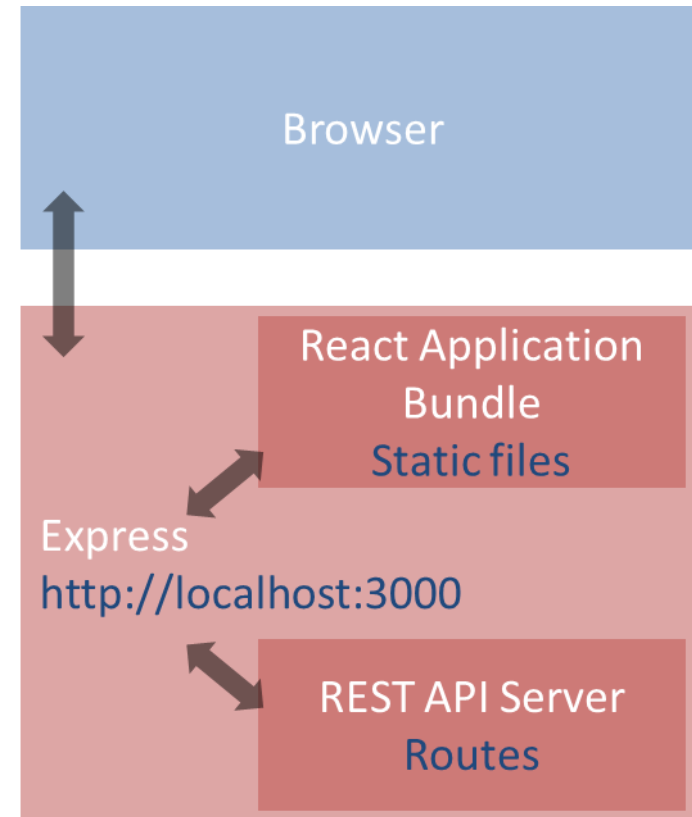 Browser
React Application
Bundle
Static files
Express
http://localhost:3000
REST API Server
Routes